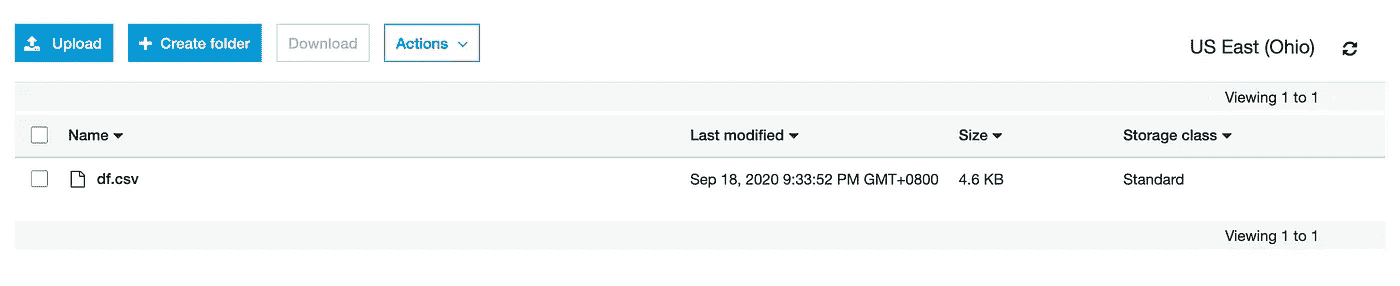 Upload Create folder Download Actions US East (Ohio)
Viewing 1 to 1
Name Last modified Size Storage class
df.csv Sep 18, 2020 9:33:52 PM GMT+0800 4.6 KB Standard
Viewing 1 to 1